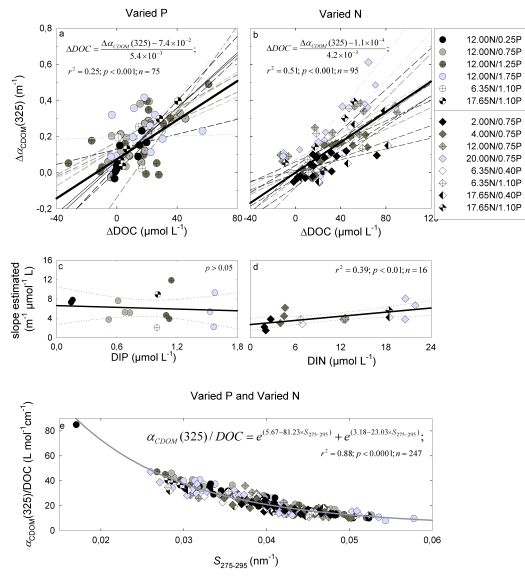 Varied P
Varied N
a
b
ΔDOC = (Δα_CDOM(325) − 7.4×10⁻²) / (5.4×10⁻³);
r² = 0.25; p < 0.001; n = 75
ΔDOC = (Δα_CDOM(325) − 1.1×10⁻⁴) / (4.2×10⁻³);
r² = 0.51; p < 0.001; n = 95
Δα_CDOM(325) (m⁻¹)
0,8
0,6
0,4
0,2
0,0
-0,2
-40 0 40 80
-40 0 40 80 120
ΔDOC (μmol L⁻¹)
ΔDOC (μmol L⁻¹)
12.00N/0.25P
12.00N/0.75P
12.00N/1.25P
12.00N/1.75P
6.35N/1.10P
17.65N/1.10P
2.00N/0.75P
4.00N/0.75P
12.00N/0.75P
20.00N/0.75P
6.35N/0.40P
6.35N/1.10P
17.65N/0.40P
17.65N/1.10P
c
p > 0.05
d
r² = 0.39; p < 0.01; n = 16
slope estimated
(m⁻¹ μmol⁻¹ L)
16
12
8
4
0
0,0 0,6 1,2 1,8
0 6 12 18 24
DIP (μmol L⁻¹)
DIN (μmol L⁻¹)
Varied P and Varied N
e
α_CDOM(325) / DOC = e^(5.67−81.23×S₂₇₅₋₂₉₅) + e^(3.18−23.03×S₂₇₅₋₂₉₅);
r² = 0.88; p < 0.0001; n = 247
α_CDOM(325)/DOC (L mol⁻¹cm⁻¹)
80
60
40
20
0
0,02 0,03 0,04 0,05 0,06
S₂₇₅₋₂₉₅ (nm⁻¹)